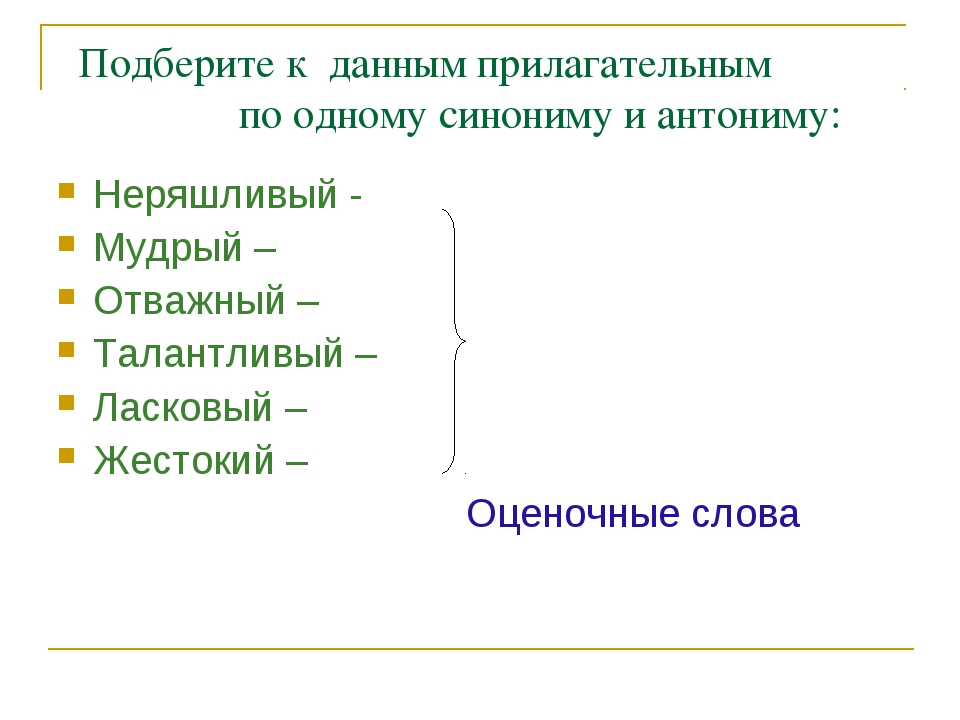 Подберите к данным прилагательным
по одному синониму и антониму:
Неряшливый -
Мудрый –
Отважный –
Талантливый –
Ласковый –
Жестокий –
Оценочные слова